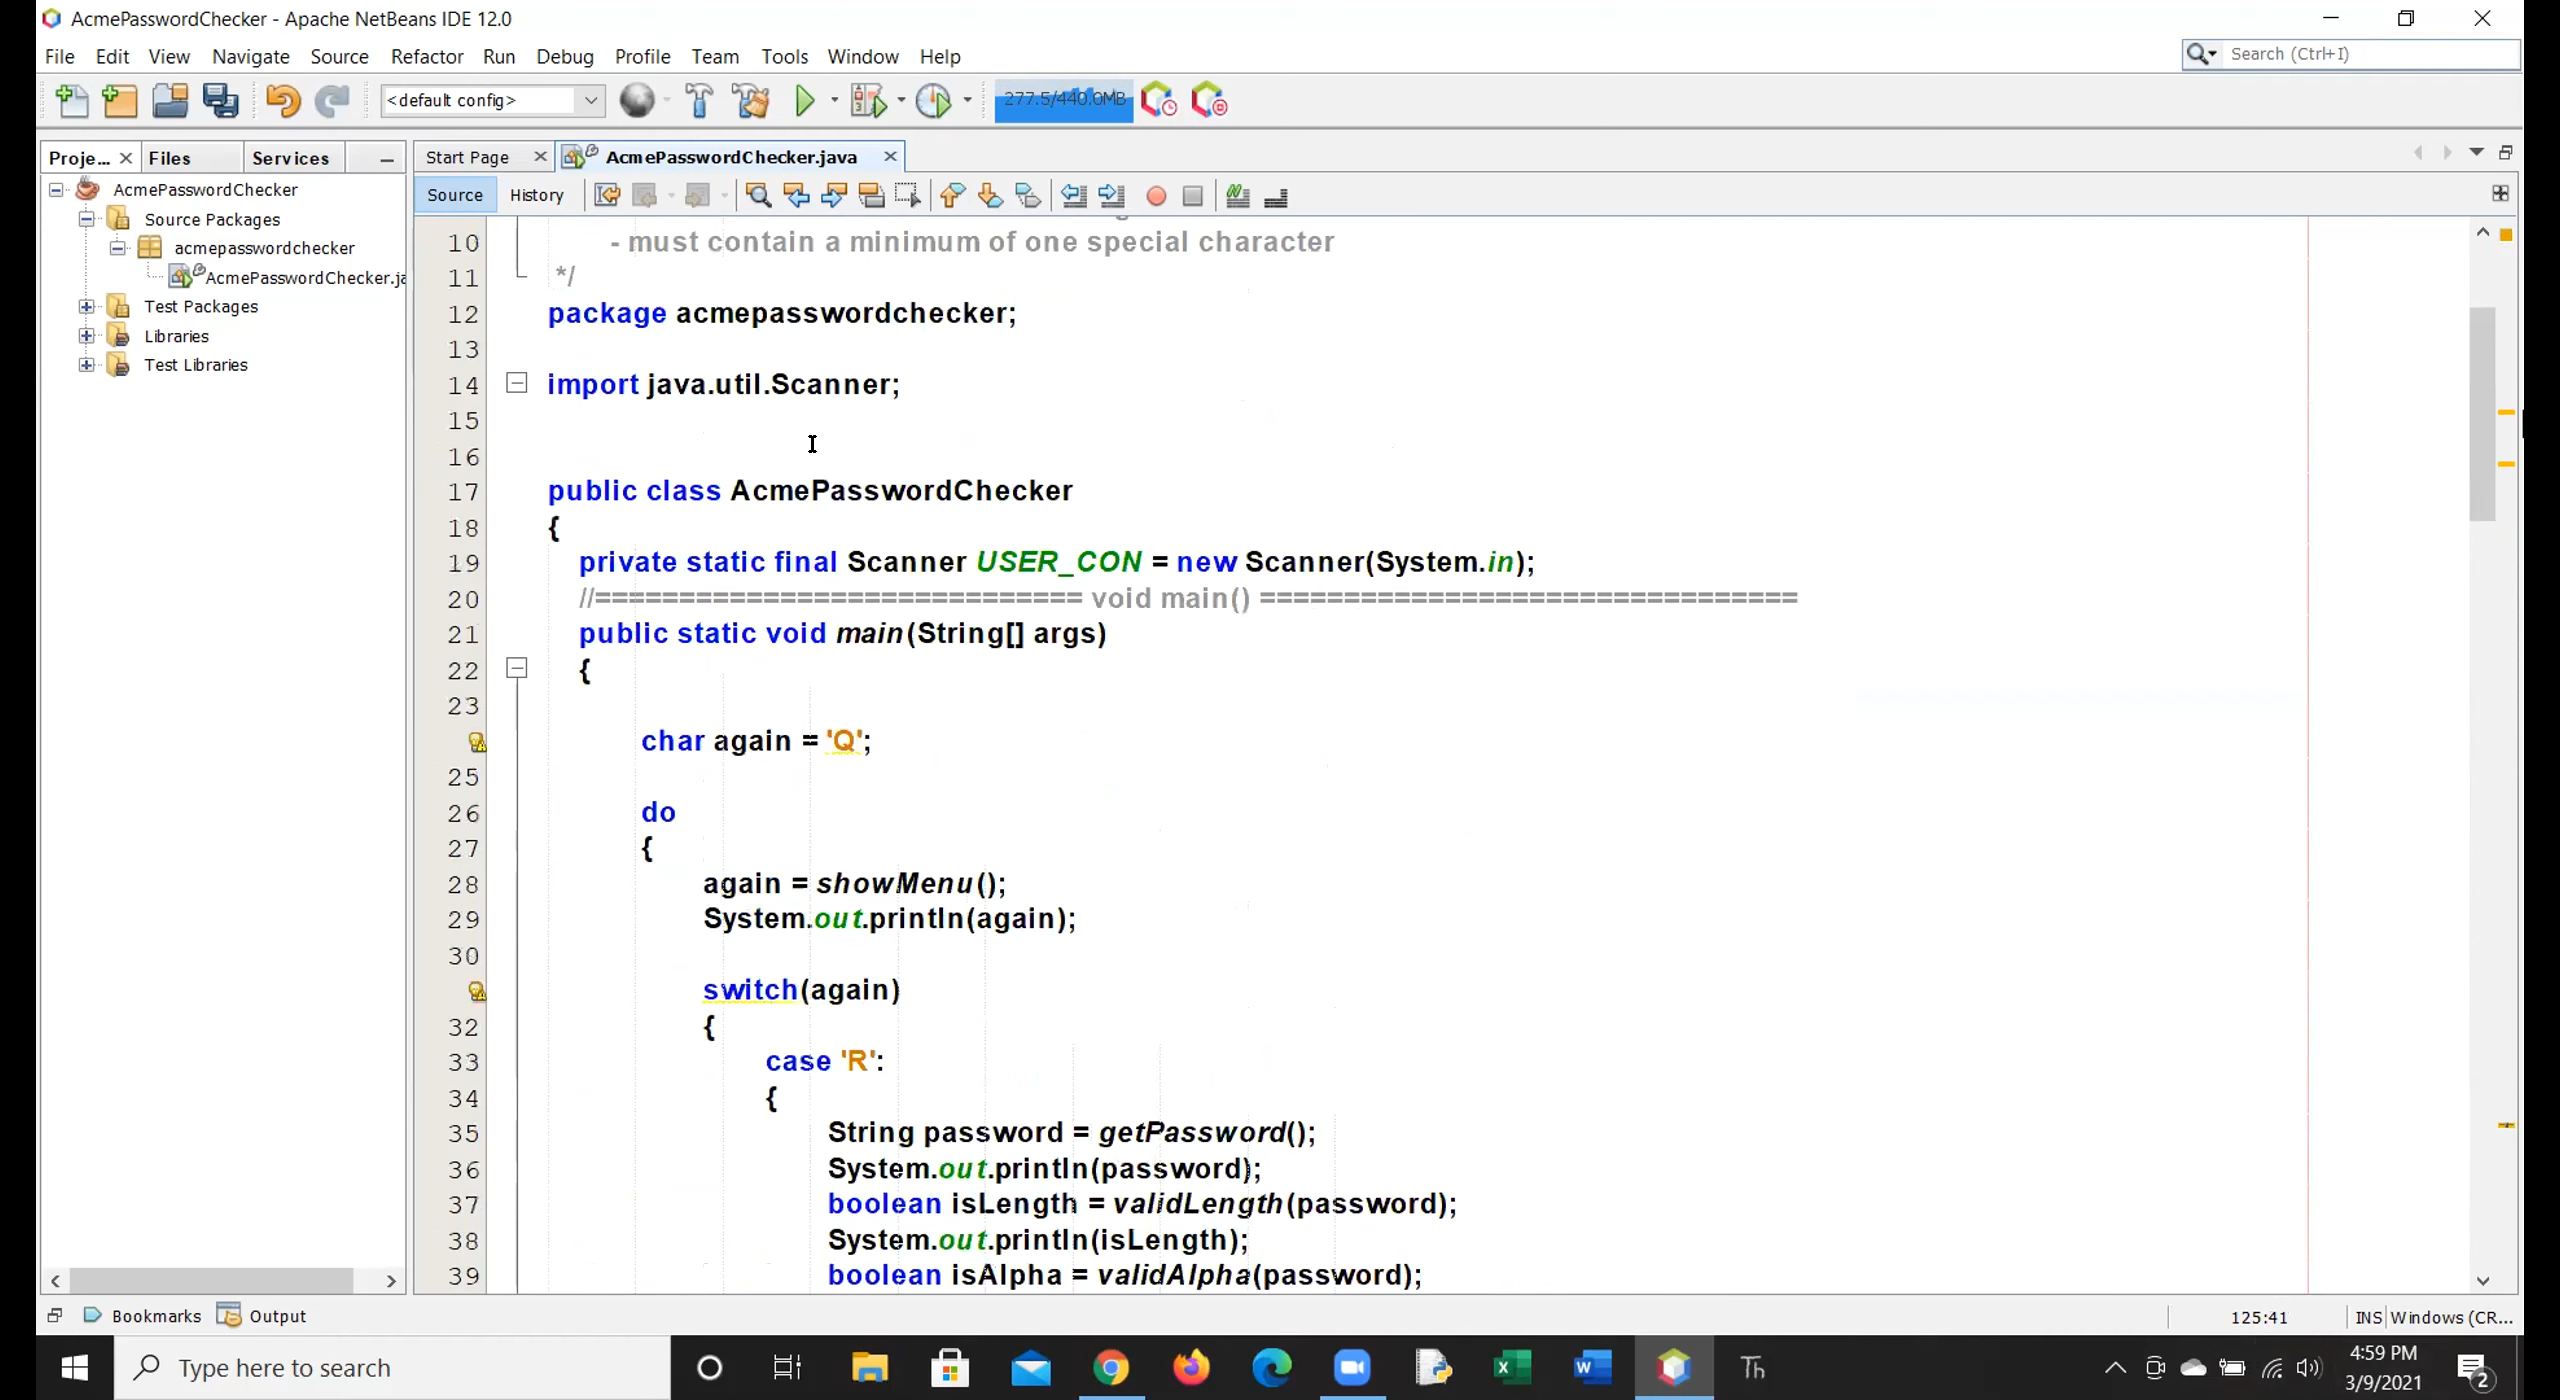 AcmePasswordChecker - Apache NetBeans IDE 12.0
File Edit View Navigate Source Refactor Run Debug Profile Team Tools Window Help
Search (Ctrl+I)
<default config>
277.5/440.0MB
Proje...
Files
Services
Start Page
AcmePasswordChecker.java
AcmePasswordChecker
Source Packages
acmepasswordchecker
AcmePasswordChecker.ja
Test Packages
Libraries
Test Libraries
Source
History
10 - must contain a minimum of one special character
11 */
12 package acmepasswordchecker;
13
14 import java.util.Scanner;
15
16
17 public class AcmePasswordChecker
18 {
19 private static final Scanner USER_CON = new Scanner(System.in);
20 //============================= void main() ================================
21 public static void main(String[] args)
22 {
23
char again = 'Q';
25
26 do
27 {
28 again = showMenu();
29 System.out.println(again);
30
switch(again)
32 {
33 case 'R':
34 {
35 String password = getPassword();
36 System.out.println(password);
37 boolean isLength = validLength(password);
38 System.out.println(isLength);
39 boolean isAlpha = validAlpha(password);
Bookmarks
Output
125:41
INS
Windows (CR...
Type here to search
Th
4:59 PM
3/9/2021
2